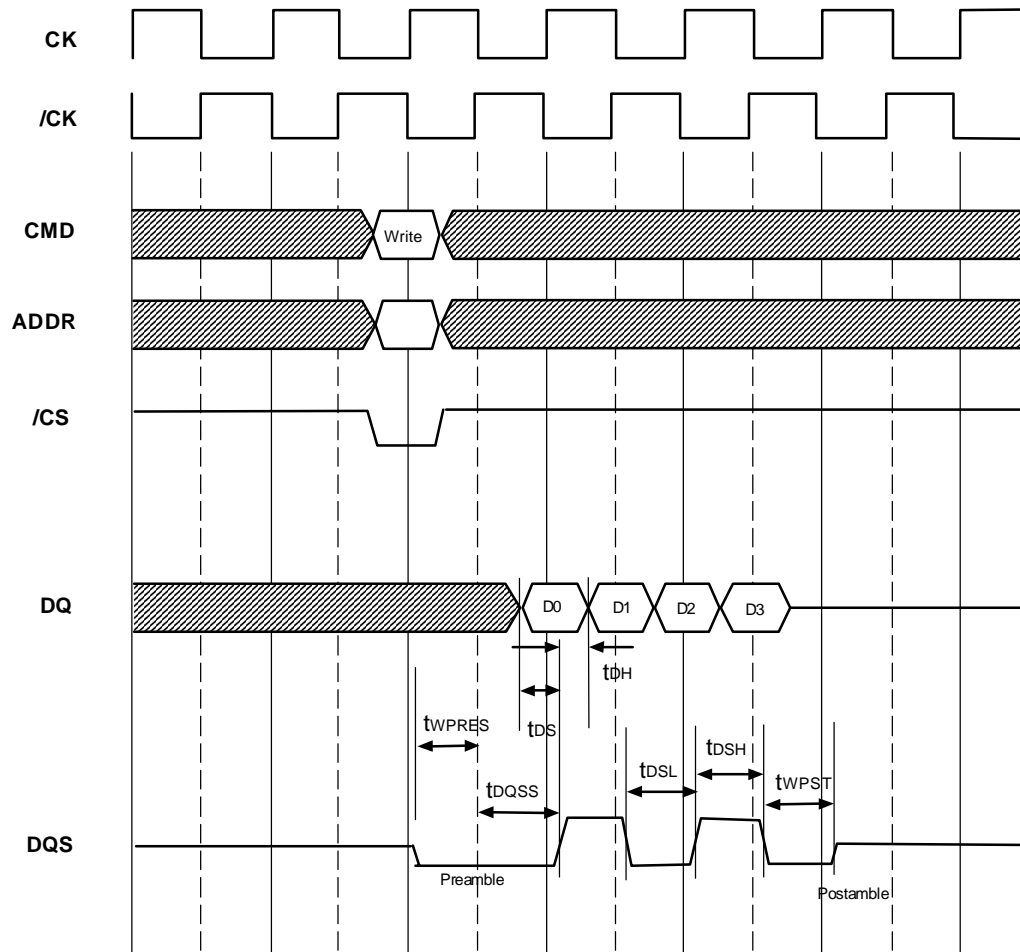 CK
/CK
CMD
Write
ADDR
/CS
DQ
D0 D1 D2 D3
tDH
tDS
tWPRES
tDSH
tDSL
tWPST
tDQSS
DQS
Preamble
Postamble